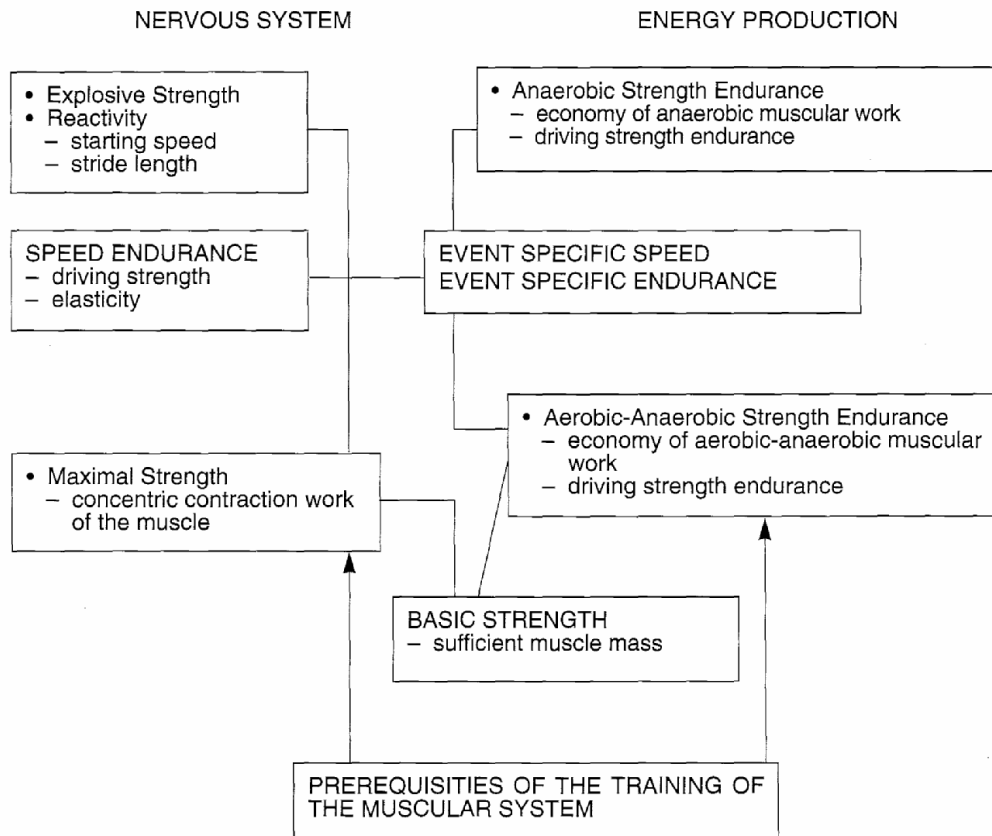 NERVOUS SYSTEM
ENERGY PRODUCTION
• Explosive Strength
• Reactivity
– starting speed
– stride length
• Anaerobic Strength Endurance
– economy of anaerobic muscular work
– driving strength endurance
SPEED ENDURANCE
– driving strength
– elasticity
EVENT SPECIFIC SPEED
EVENT SPECIFIC ENDURANCE
• Maximal Strength
– concentric contraction work
of the muscle
• Aerobic-Anaerobic Strength Endurance
– economy of aerobic-anaerobic muscular
work
– driving strength endurance
BASIC STRENGTH
– sufficient muscle mass
PREREQUISITIES OF THE TRAINING OF
THE MUSCULAR SYSTEM